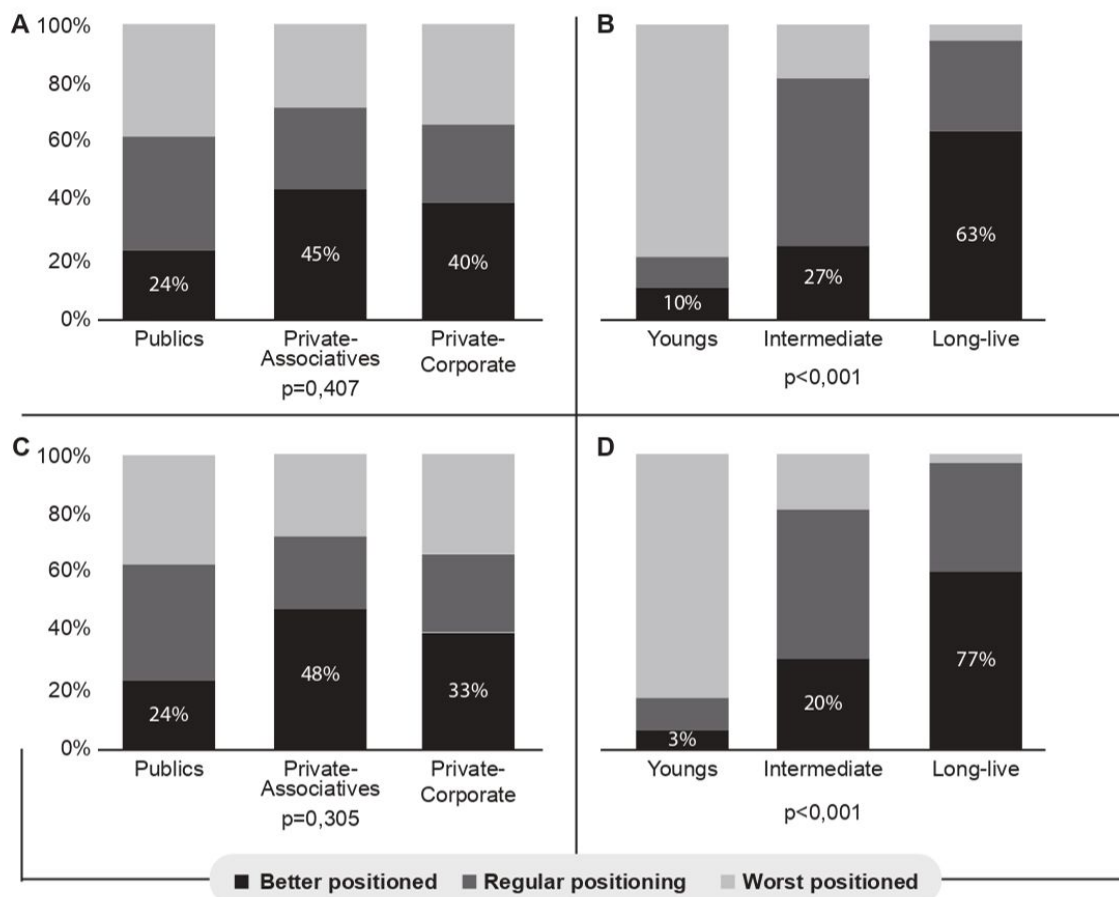 A
100%
80%
60%
40%
20%
0%
24%
45%
40%
Publics
Private-
Associatives
Private-
Corporate
p=0,407
B
10%
27%
63%
Youngs
Intermediate
Long-live
p<0,001
C
100%
80%
60%
40%
20%
0%
24%
48%
33%
Publics
Private-
Associatives
Private-
Corporate
p=0,305
D
3%
20%
77%
Youngs
Intermediate
Long-live
p<0,001
Better positioned
Regular positioning
Worst positioned